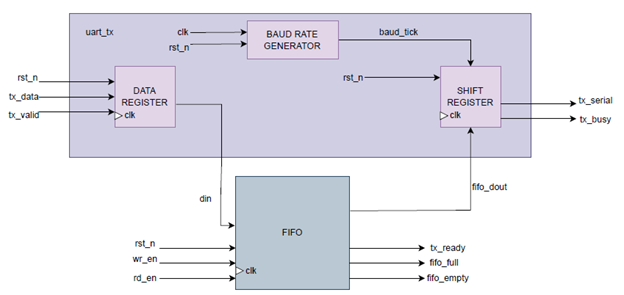 uart_tx
clk
rst_n
BAUD RATE
GENERATOR
baud_tick
rst_n
tx_data
tx_valid
DATA
REGISTER
clk
rst_n
SHIFT
REGISTER
clk
tx_serial
tx_busy
din
fifo_dout
FIFO
rst_n
wr_en
rd_en
clk
tx_ready
fifo_full
fifo_empty